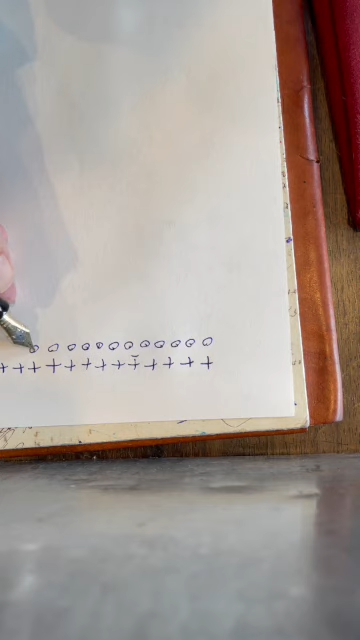 o o o o o o o o o o o o
+ + + + + + + + + + + + +